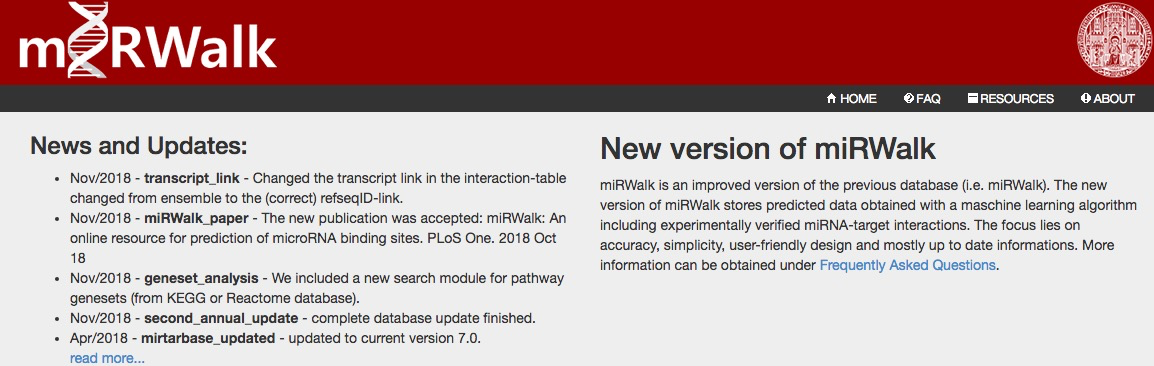 miRWalk
HOME FAQ RESOURCES ABOUT
News and Updates:
• Nov/2018 - transcript_link - Changed the transcript link in the interaction-table
changed from ensemble to the (correct) refseqID-link.
• Nov/2018 - miRWalk_paper - The new publication was accepted: miRWalk: An
online resource for prediction of microRNA binding sites. PLoS One. 2018 Oct
18
• Nov/2018 - geneset_analysis - We included a new search module for pathway
genesets (from KEGG or Reactome database).
• Nov/2018 - second_annual_update - complete database update finished.
• Apr/2018 - mirtarbase_updated - updated to current version 7.0.
read more...
New version of miRWalk
miRWalk is an improved version of the previous database (i.e. miRWalk). The new
version of miRWalk stores predicted data obtained with a maschine learning algorithm
including experimentally verified miRNA-target interactions. The focus lies on
accuracy, simplicity, user-friendly design and mostly up to date informations. More
information can be obtained under Frequently Asked Questions.